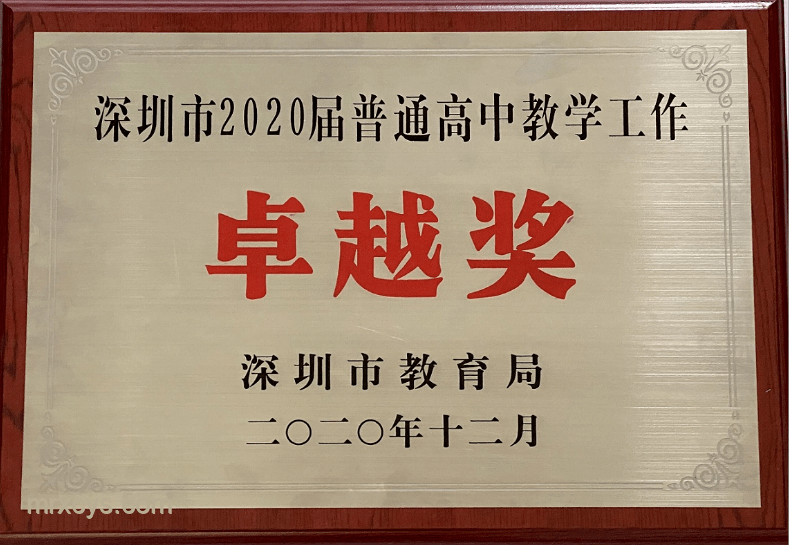 深圳市2020届普通高中教学工作
卓越奖
深圳市教育局
二〇二〇年十二月